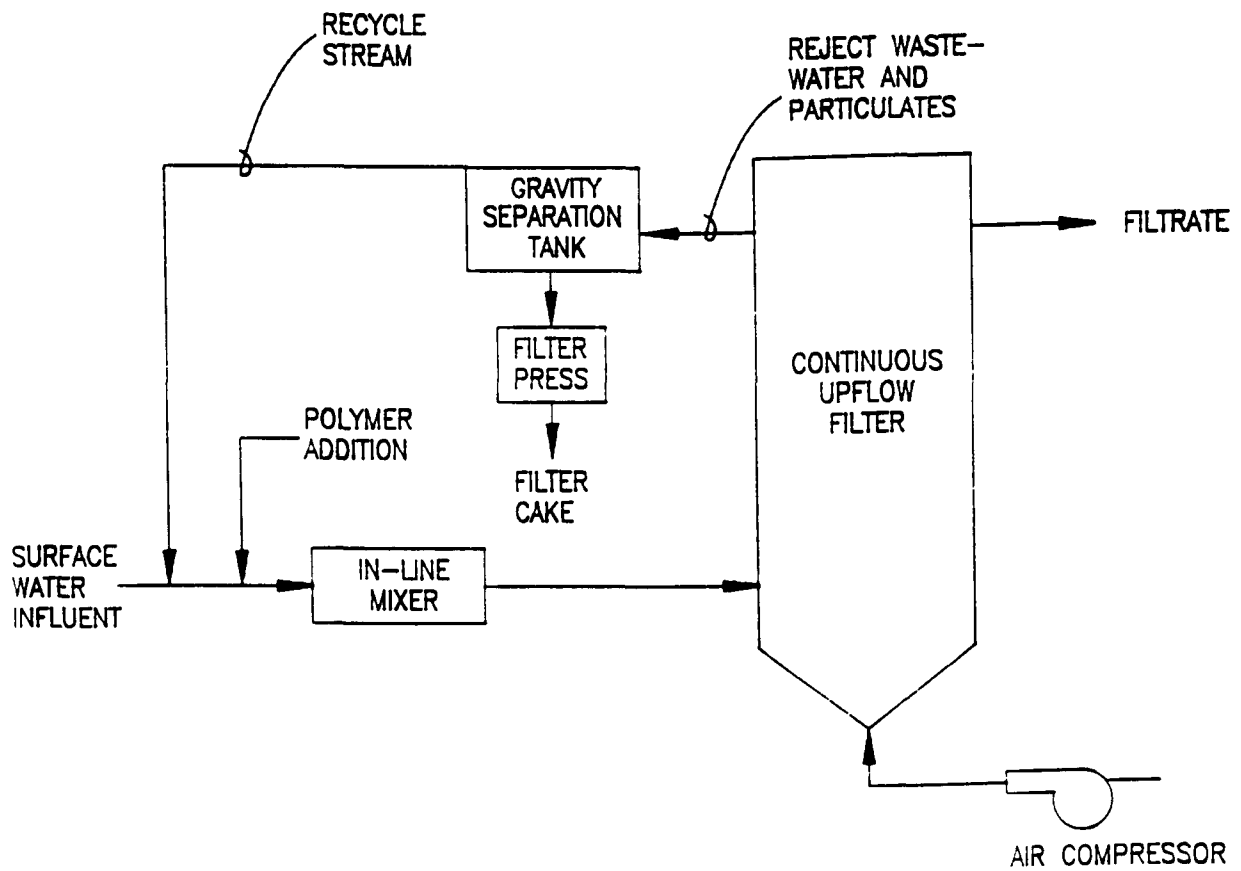 RECYCLE
STREAM
REJECT WASTE-
WATER AND
PARTICULATES
GRAVITY
SEPARATION
TANK
FILTRATE
FILTER
PRESS
CONTINUOUS
UPFLOW
FILTER
POLYMER
ADDITION
FILTER
CAKE
SURFACE
WATER
INFLUENT
IN-LINE
MIXER
AIR COMPRESSOR